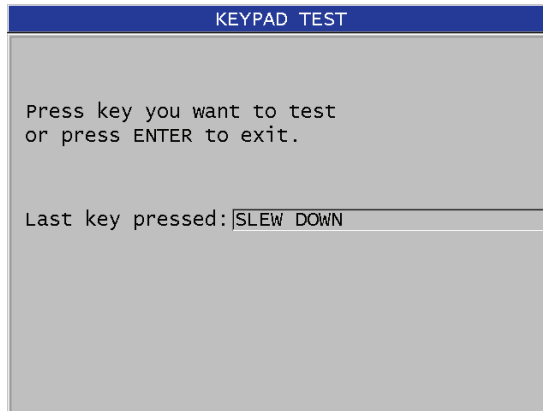 KEYPAD TEST
Press key you want to test
or press ENTER to exit.
Last key pressed: SLEW DOWN